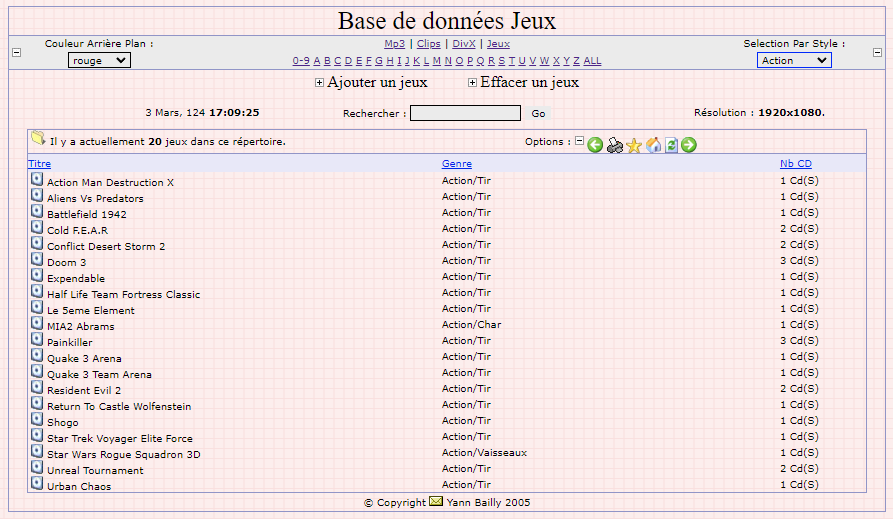 Base de données Jeux
Couleur Arrière Plan :
rouge
Mp3 | Clips | DivX | Jeux
0-9 A B C D E F G H I J K L M N O P Q R S T U V W X Y Z ALL
Selection Par Style :
Action
Ajouter un jeux Effacer un jeux
3 Mars, 124 17:09:25 Rechercher : Go Résolution : 1920x1080.
Il y a actuellement 20 jeux dans ce répertoire. Options :
Titre Genre Nb CD
Action Man Destruction X Action/Tir 1 Cd(S)
Aliens Vs Predators Action/Tir 1 Cd(S)
Battlefield 1942 Action/Tir 1 Cd(S)
Cold F.E.A.R Action/Tir 2 Cd(S)
Conflict Desert Storm 2 Action/Tir 2 Cd(S)
Doom 3 Action/Tir 3 Cd(S)
Expendable Action/Tir 1 Cd(S)
Half Life Team Fortress Classic Action/Tir 1 Cd(S)
Le 5eme Element Action/Tir 1 Cd(S)
MIA2 Abrams Action/Char 1 Cd(S)
Painkiller Action/Tir 3 Cd(S)
Quake 3 Arena Action/Tir 1 Cd(S)
Quake 3 Team Arena Action/Tir 1 Cd(S)
Resident Evil 2 Action/Tir 2 Cd(S)
Return To Castle Wolfenstein Action/Tir 1 Cd(S)
Shogo Action/Tir 1 Cd(S)
Star Trek Voyager Elite Force Action/Tir 1 Cd(S)
Star Wars Rogue Squadron 3D Action/Vaisseaux 1 Cd(S)
Unreal Tournament Action/Tir 2 Cd(S)
Urban Chaos Action/Tir 1 Cd(S)
© Copyright Yann Bailly 2005